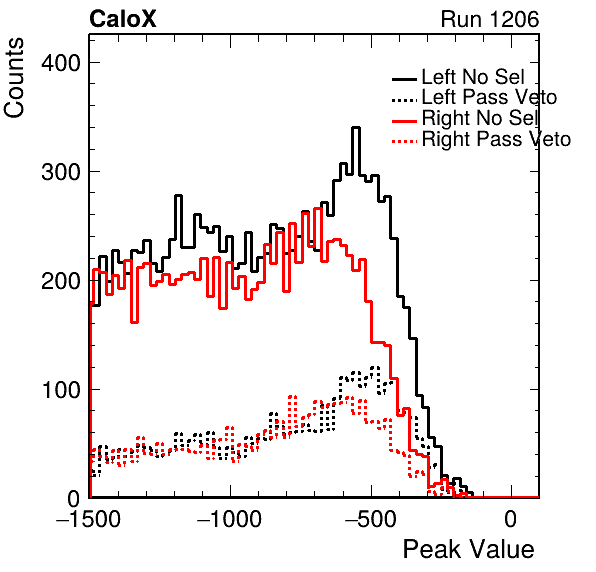 CaloX Run 1206
Counts
400
300
200
100
0
Left No Sel
Left Pass Veto
Right No Sel
Right Pass Veto
−1500 −1000 −500 0
Peak Value